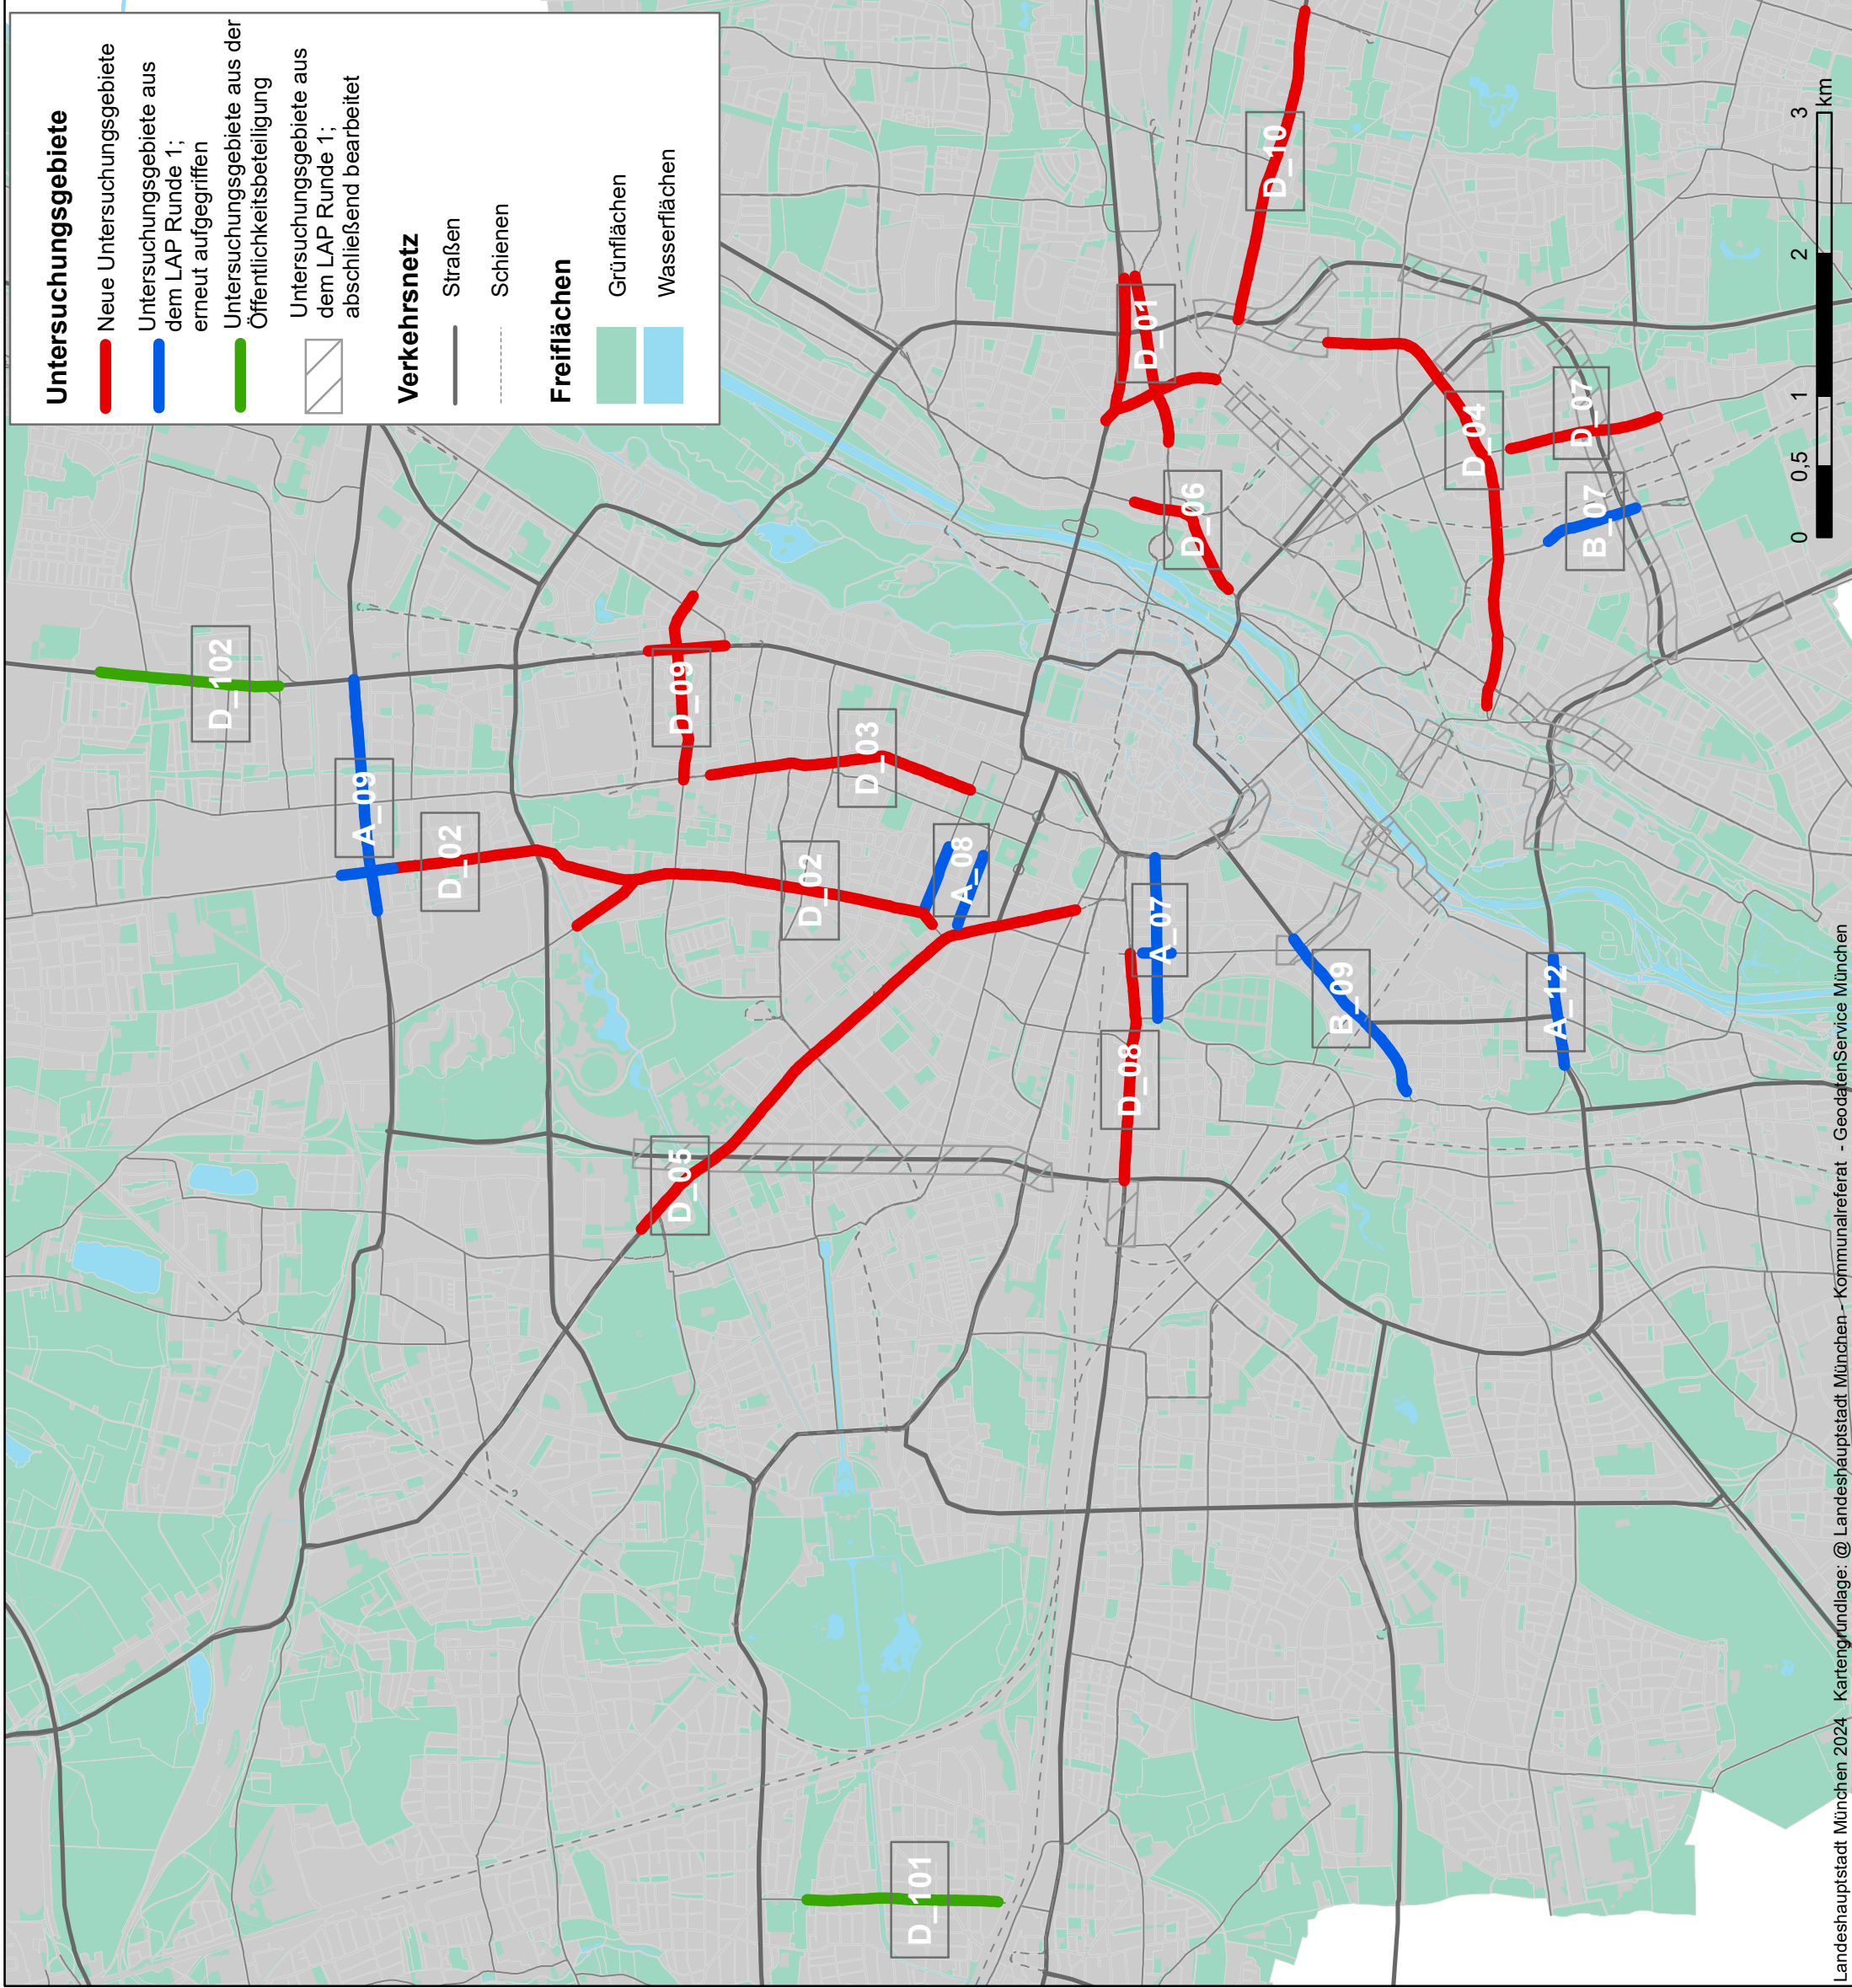 Untersuchungsgebiete
Neue Untersuchungsgebiete
Untersuchungsgebiete aus
dem LAP Runde 1;
erneut aufgegriffen
Untersuchungsgebiete aus der
Öffentlichkeitsbeteiligung
Untersuchungsgebiete aus
dem LAP Runde 1;
abschließend bearbeitet
Verkehrsnetz
Straßen
Schienen
Freiflächen
Grünflächen
Wasserflächen
D_102
A_09
D_02
D_09
D_03
D_02
A_08
D_05
D_101
D_08
A_07
D_01
D_06
D_10
B_09
D_04
A_12
B_07
D_07
0 0,5 1 2 3
km
Landeshauptstadt München 2024 Kartengrundlage: @ Landeshauptstadt München - Kommunalreferat - GeodatenService München